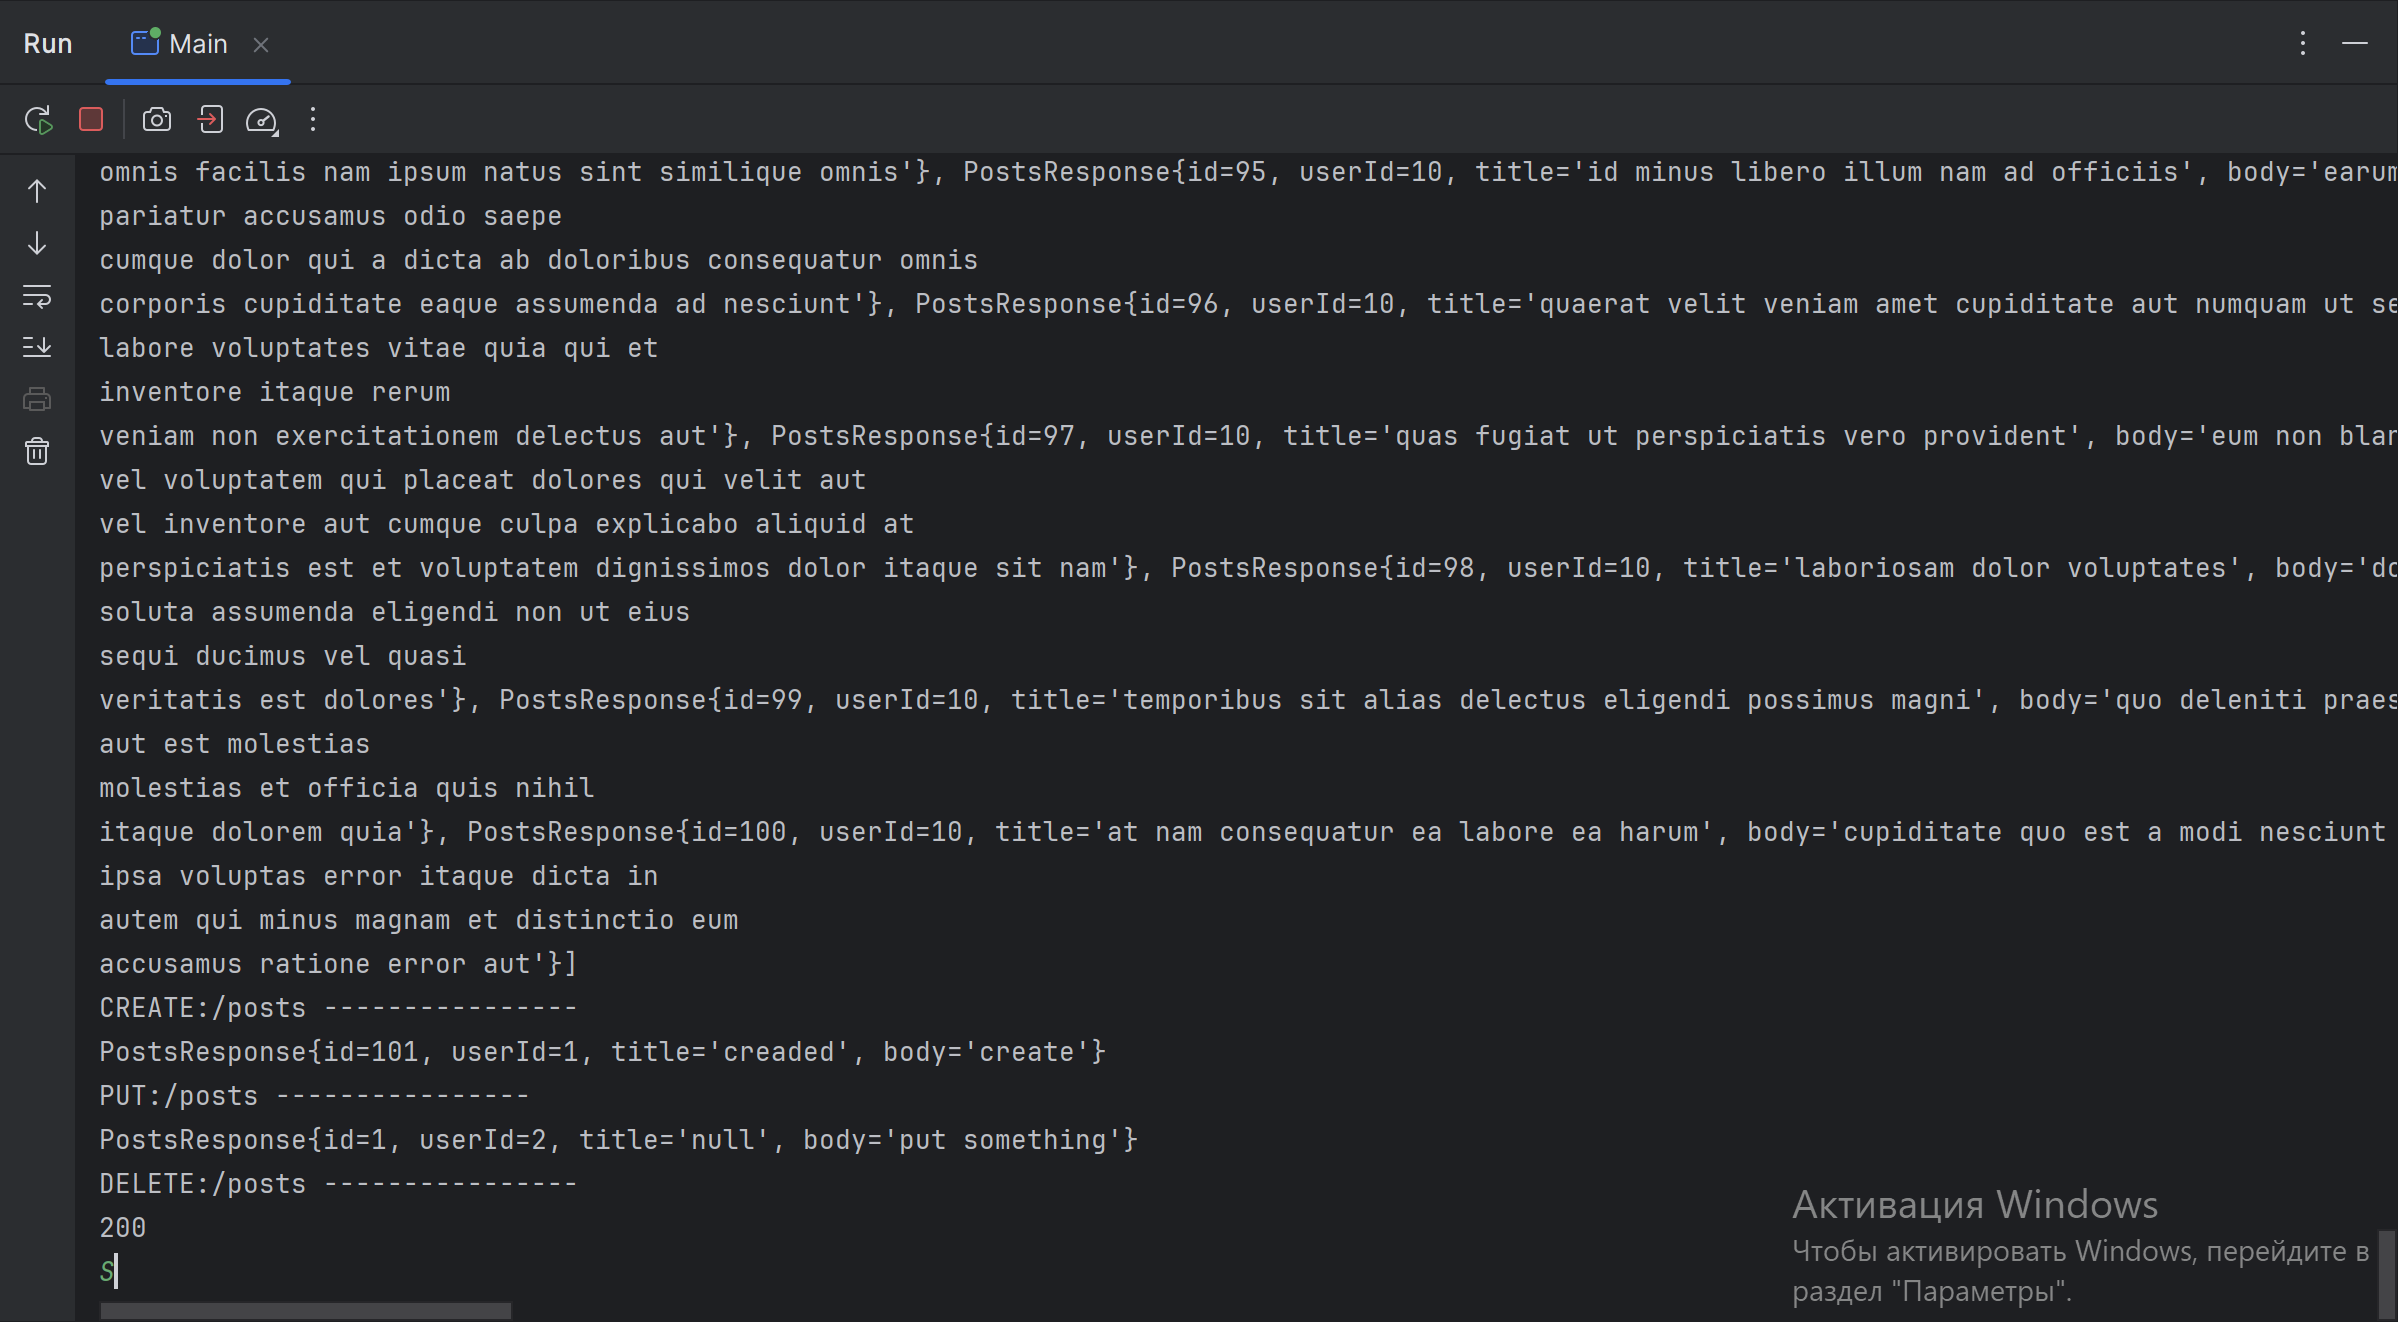 Run Main
omnis facilis nam ipsum natus sint similique omnis'}, PostsResponse{id=95, userId=10, title='id minus libero illum nam ad officiis', body='earum
pariatur accusamus odio saepe
cumque dolor qui a dicta ab doloribus consequatur omnis
corporis cupiditate eaque assumenda ad nesciunt'}, PostsResponse{id=96, userId=10, title='quaerat velit veniam amet cupiditate aut numquam ut se
labore voluptates vitae quia qui et
inventore itaque rerum
veniam non exercitationem delectus aut'}, PostsResponse{id=97, userId=10, title='quas fugiat ut perspiciatis vero provident', body='eum non blan
vel voluptatem qui placeat dolores qui velit aut
vel inventore aut cumque culpa explicabo aliquid at
perspiciatis est et voluptatem dignissimos dolor itaque sit nam'}, PostsResponse{id=98, userId=10, title='laboriosam dolor voluptates', body='do
soluta assumenda eligendi non ut eius
sequi ducimus vel quasi
veritatis est dolores'}, PostsResponse{id=99, userId=10, title='temporibus sit alias delectus eligendi possimus magni', body='quo deleniti praes
aut est molestias
molestias et officia quis nihil
itaque dolorem quia'}, PostsResponse{id=100, userId=10, title='at nam consequatur ea labore ea harum', body='cupiditate quo est a modi nesciunt
ipsa voluptas error itaque dicta in
autem qui minus magnam et distinctio eum
accusamus ratione error aut'}]
CREATE:/posts ----------------
PostsResponse{id=101, userId=1, title='creaded', body='create'}
PUT:/posts ----------------
PostsResponse{id=1, userId=2, title='null', body='put something'}
DELETE:/posts ----------------
200
S
Активация Windows
Чтобы активировать Windows, перейдите в
раздел "Параметры".